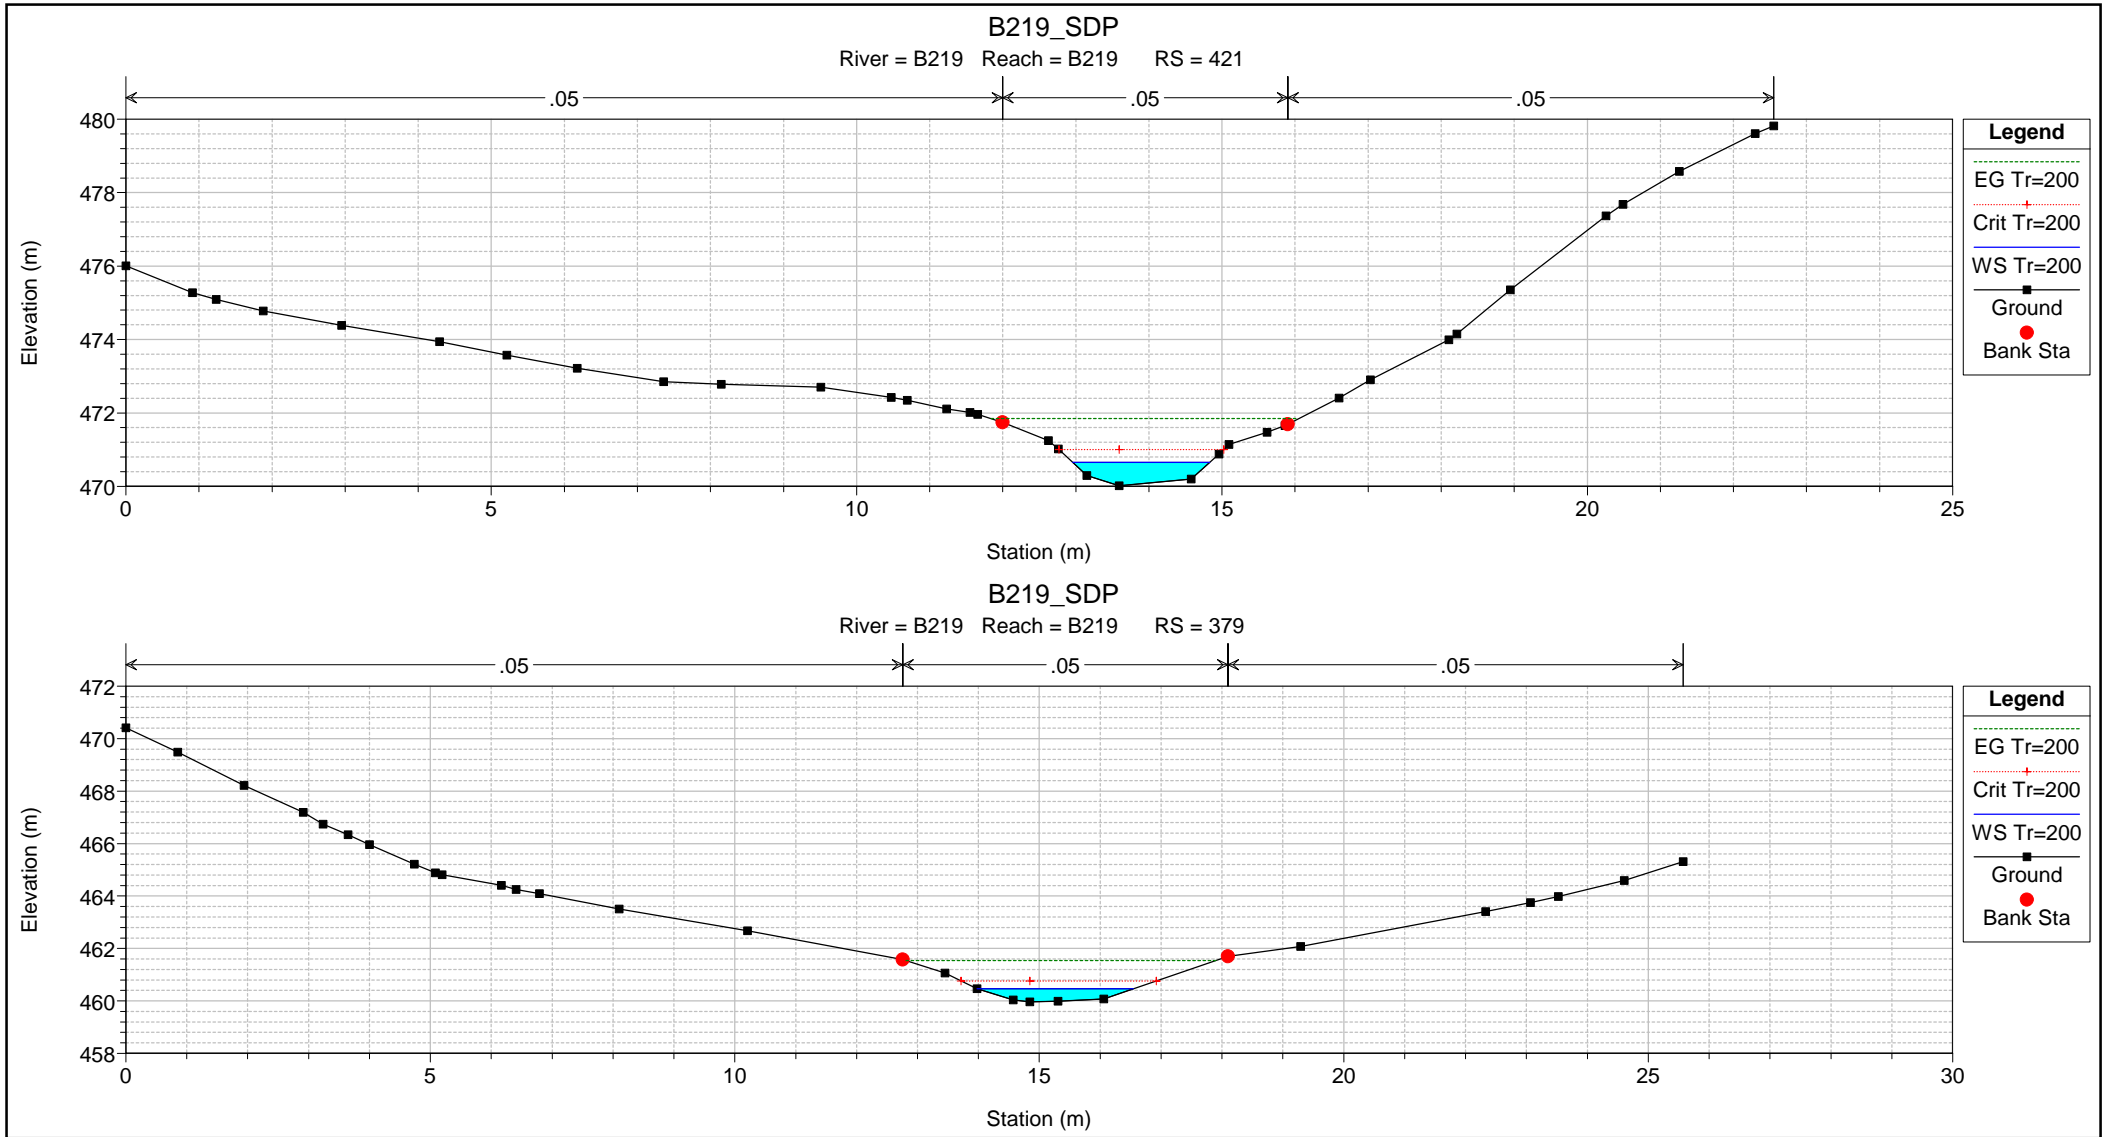 B219_SDP
River = B219 Reach = B219 RS = 421
.05 .05 .05
480
478
476
474
472
470
Elevation (m)
0 5 10 15 20 25
Station (m)
Legend
EG Tr=200
Crit Tr=200
WS Tr=200
Ground
Bank Sta
B219_SDP
River = B219 Reach = B219 RS = 379
.05 .05 .05
472
470
468
466
464
462
460
458
Elevation (m)
0 5 10 15 20 25 30
Station (m)
Legend
EG Tr=200
Crit Tr=200
WS Tr=200
Ground
Bank Sta